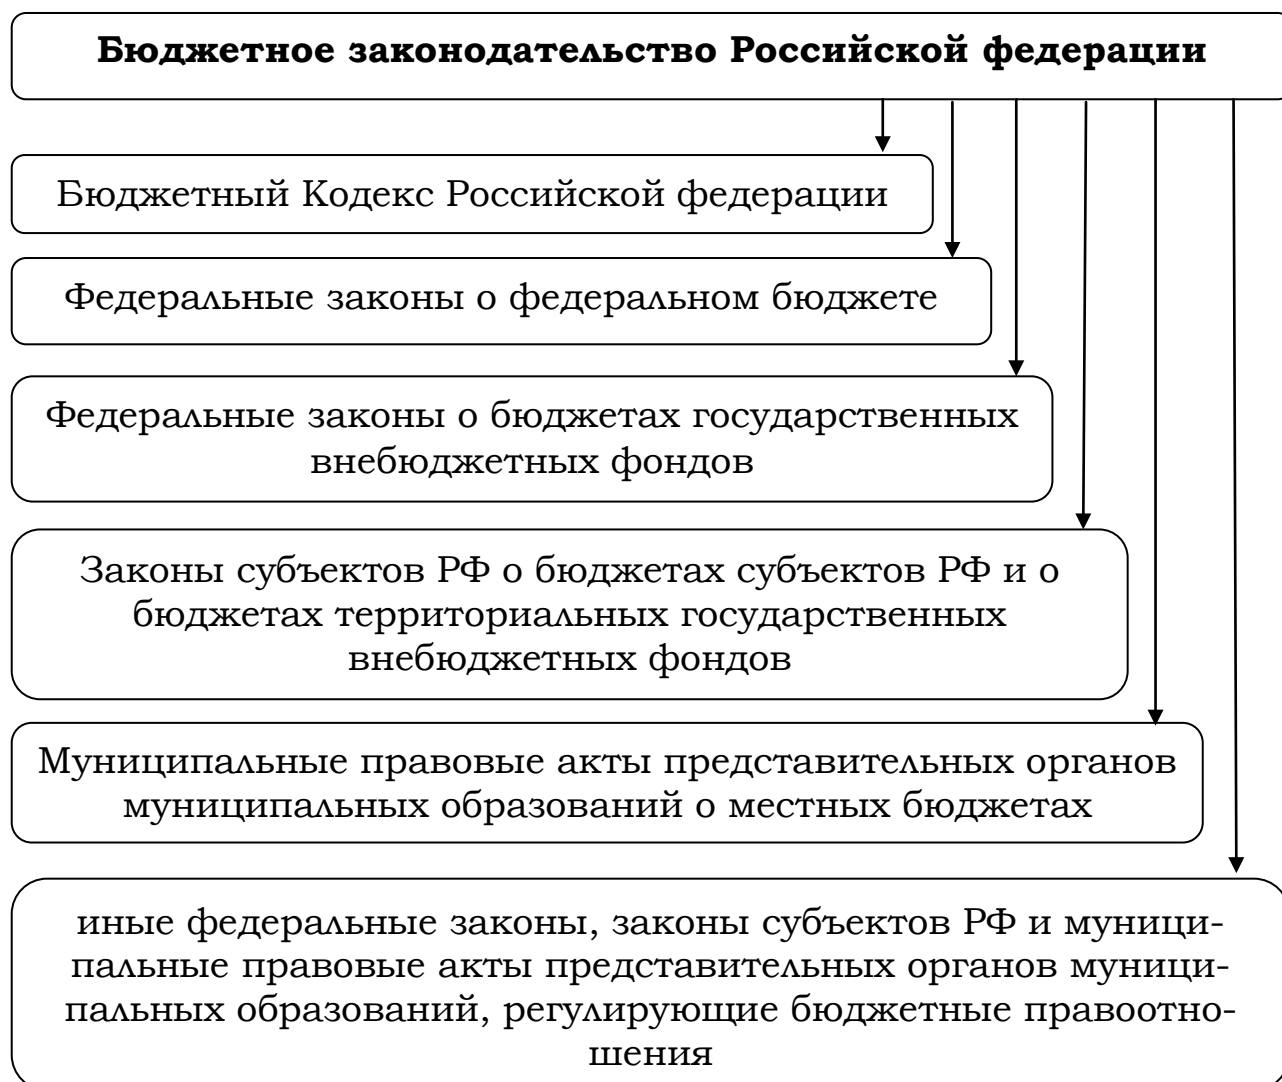 Бюджетное законодательство Российской федерации
Бюджетный Кодекс Российской федерации
Федеральные законы о федеральном бюджете
Федеральные законы о бюджетах государственных
внебюджетных фондов
Законы субъектов РФ о бюджетах субъектов РФ и о
бюджетах территориальных государственных
внебюджетных фондов
Муниципальные правовые акты представительных органов
муниципальных образований о местных бюджетах
иные федеральные законы, законы субъектов РФ и муници-
пальные правовые акты представительных органов муници-
пальных образований, регулирующие бюджетные правоотно-
шения